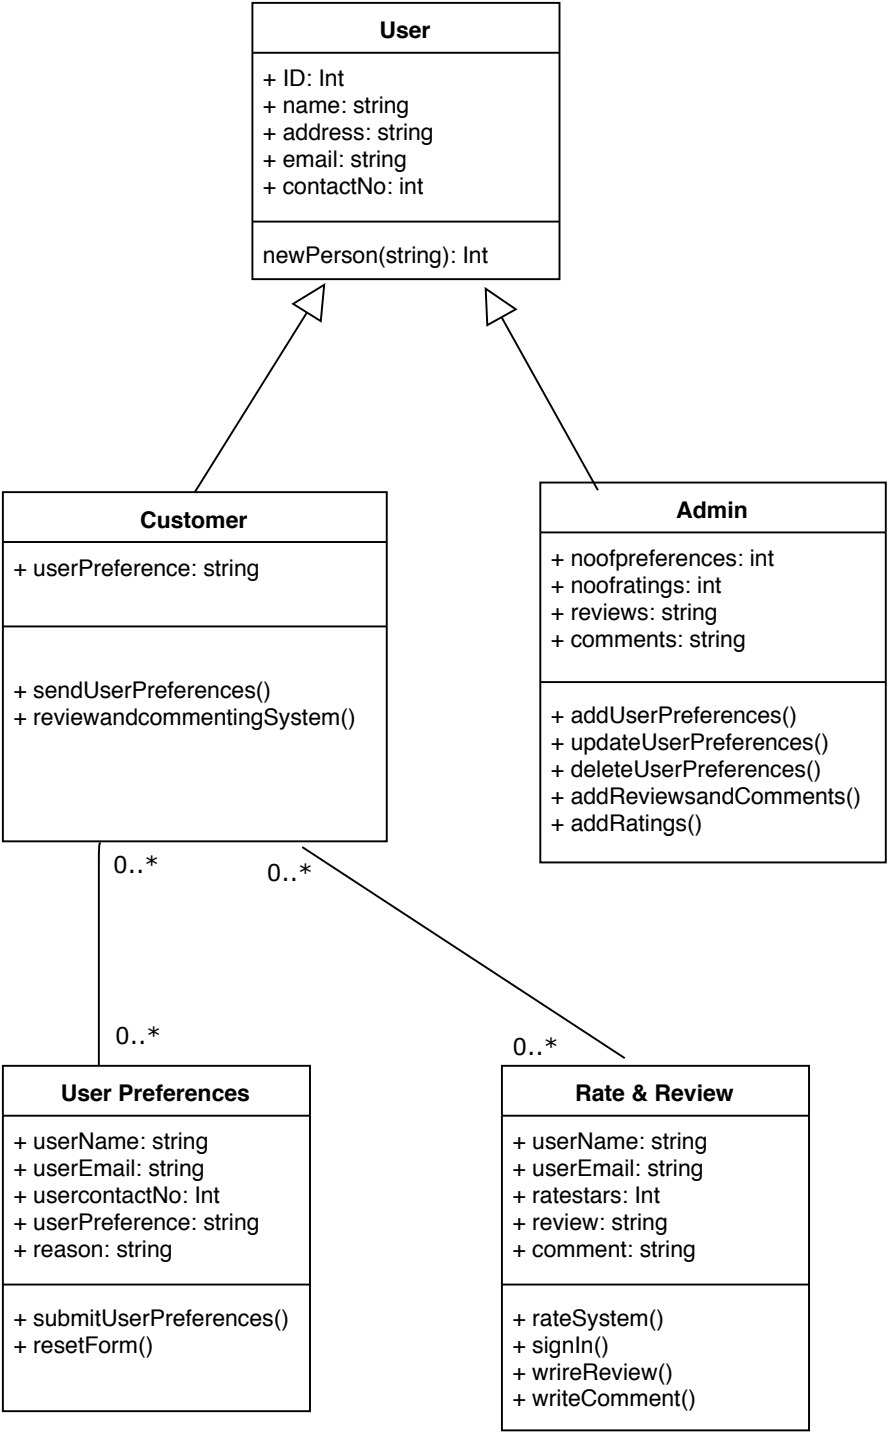 User
+ ID: Int
+ name: string
+ address: string
+ email: string
+ contactNo: int
newPerson(string): Int
Customer
+ userPreference: string
+ sendUserPreferences()
+ reviewandcommentingSystem()
Admin
+ noofpreferences: int
+ noofratings: int
+ reviews: string
+ comments: string
+ addUserPreferences()
+ updateUserPreferences()
+ deleteUserPreferences()
+ addReviewsandComments()
+ addRatings()
0..*
0..*
0..*
0..*
User Preferences
+ userName: string
+ userEmail: string
+ usercontactNo: Int
+ userPreference: string
+ reason: string
+ submitUserPreferences()
+ resetForm()
Rate & Review
+ userName: string
+ userEmail: string
+ ratestars: Int
+ review: string
+ comment: string
+ rateSystem()
+ signIn()
+ wrireReview()
+ writeComment()